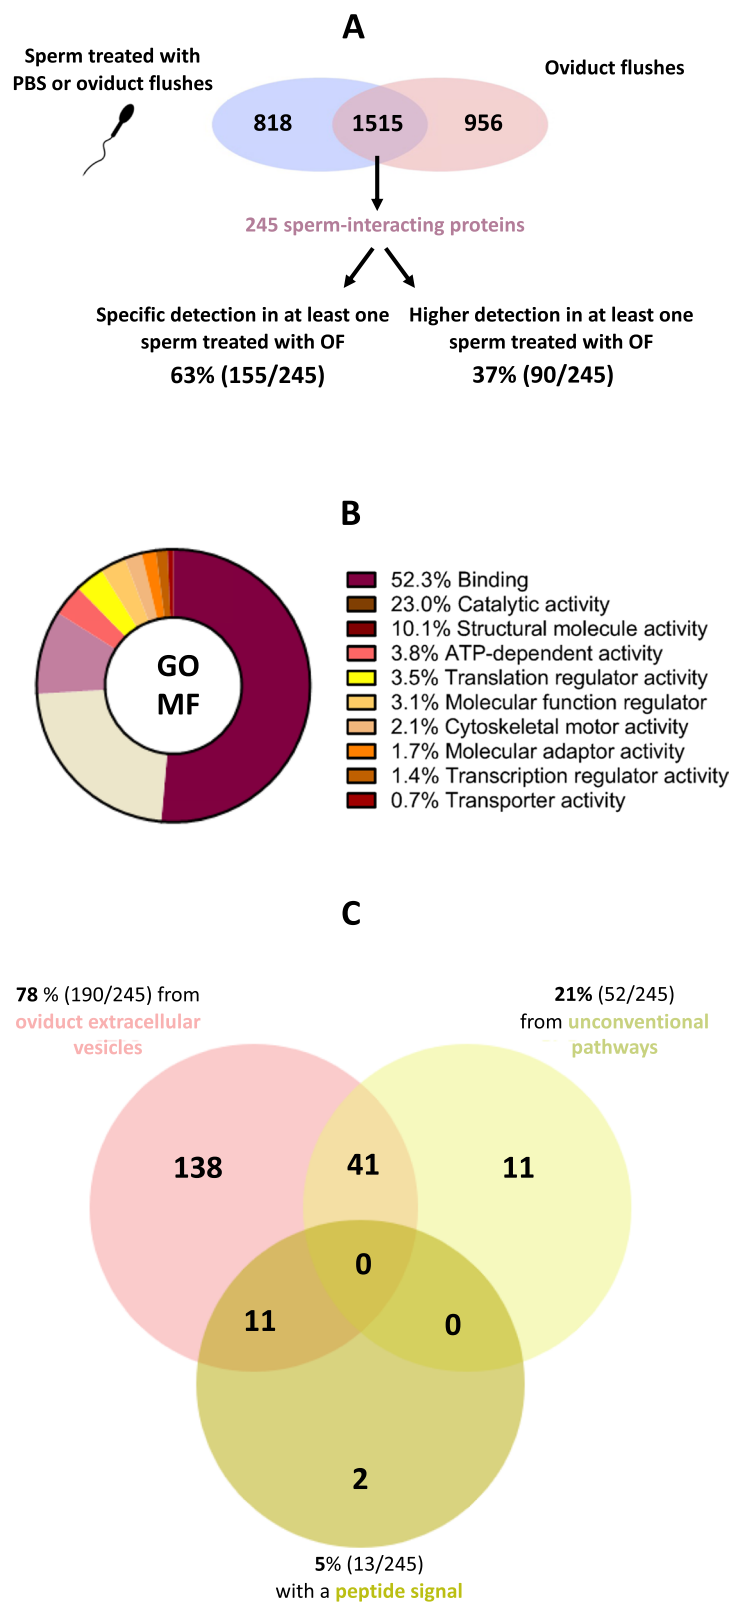 A
Sperm treated with
PBS or oviduct flushes
Oviduct flushes
818
1515
956
245 sperm-interacting proteins
Specific detection in at least one
sperm treated with OF
63% (155/245)
Higher detection in at least one
sperm treated with OF
37% (90/245)
B
GO
MF
52.3% Binding
23.0% Catalytic activity
10.1% Structural molecule activity
3.8% ATP-dependent activity
3.5% Translation regulator activity
3.1% Molecular function regulator
2.1% Cytoskeletal motor activity
1.7% Molecular adaptor activity
1.4% Transcription regulator activity
0.7% Transporter activity
C
78 % (190/245) from
oviduct extracellular
vesicles
21% (52/245)
from unconventional
pathways
138
41
11
0
11
0
2
5% (13/245)
with a peptide signal